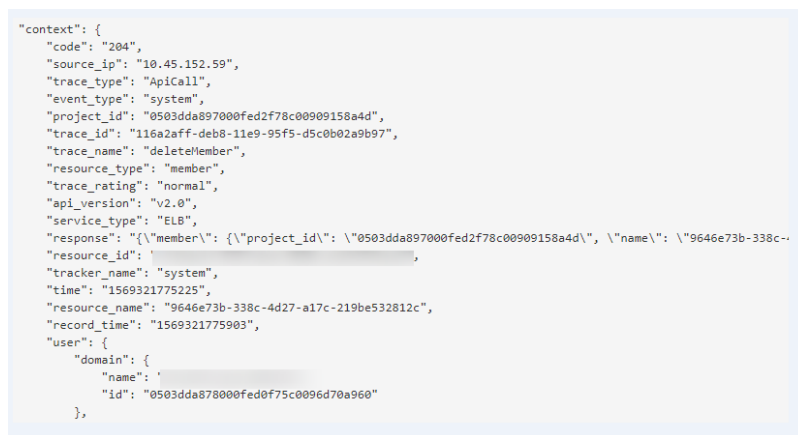 "context": {
"code": "204",
"source_ip": "10.45.152.59",
"trace_type": "ApiCall",
"event_type": "system",
"project_id": "0503dda897000fed2f78c00909158a4d",
"trace_id": "116a2aff-deb8-11e9-95f5-d5c0b02a9b97",
"trace_name": "deleteMember",
"resource_type": "member",
"trace_rating": "normal",
"api_version": "v2.0",
"service_type": "ELB",
"response": "{\"member\": {\"project_id\": \"0503dda897000fed2f78c00909158a4d\", \"name\": \"9646e73b-338c-4
"resource_id": ",
"tracker_name": "system",
"time": "1569321775225",
"resource_name": "9646e73b-338c-4d27-a17c-219be532812c",
"record_time": "1569321775903",
"user": {
"domain": {
"name":
"id": "0503dda878000fed0f75c0096d70a960"
},